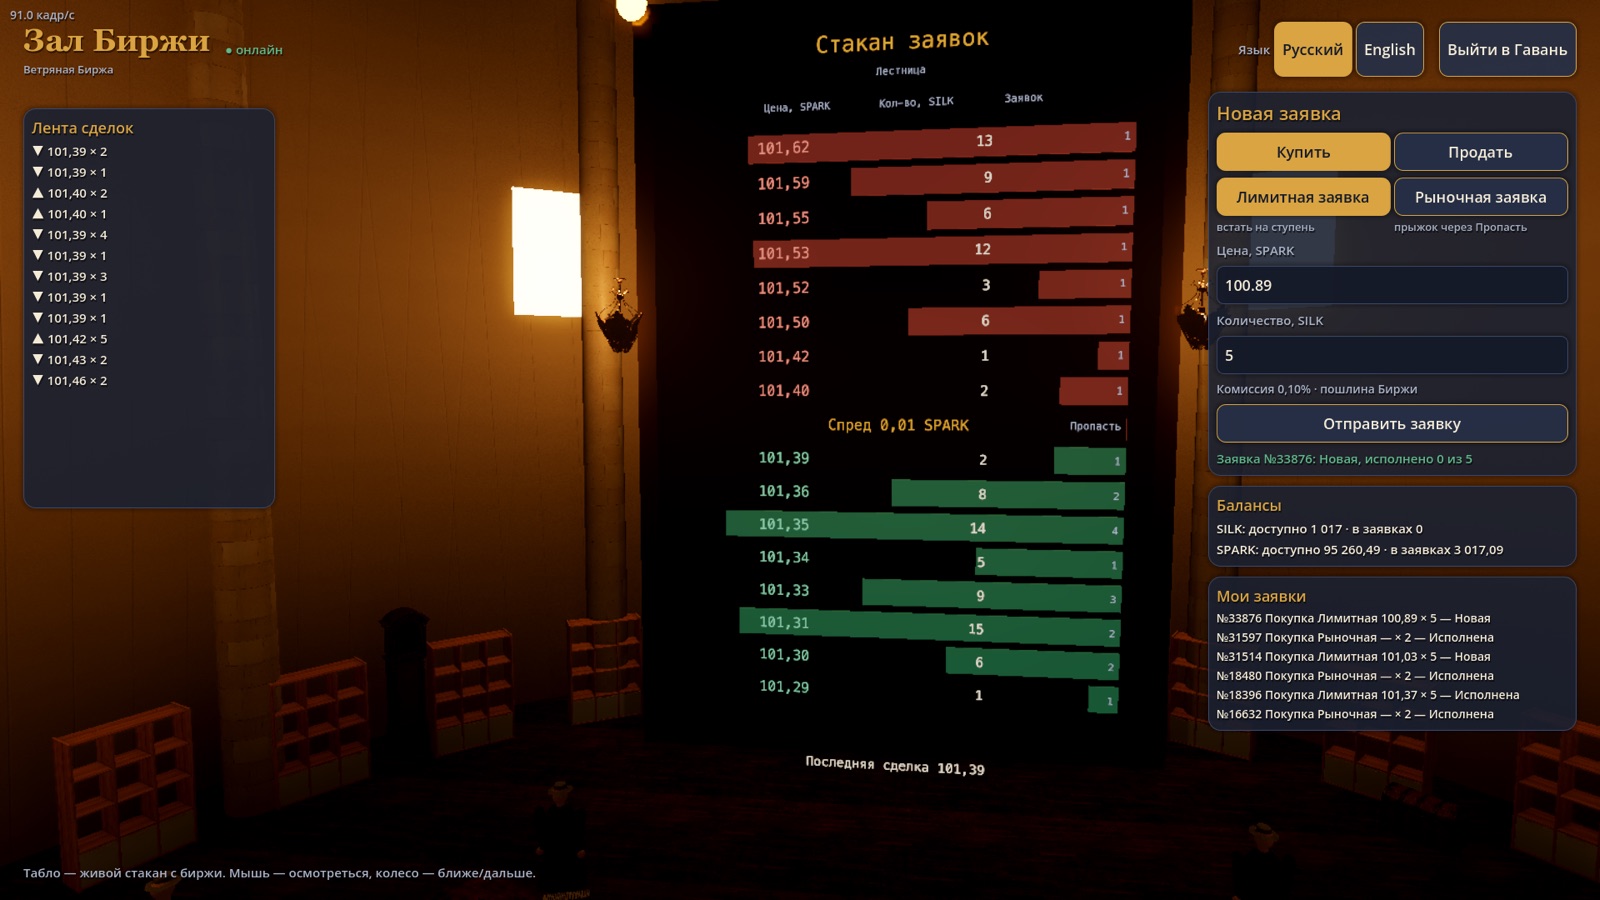 91.0 кадр/с
Зал Биржи
● онлайн
Ветряная Биржа
Язык
Русский
English
Выйти в Гавань
Лента сделок
▼ 101,39 × 2
▼ 101,39 × 1
▲ 101,40 × 2
▲ 101,40 × 1
▼ 101,39 × 4
▼ 101,39 × 1
▼ 101,39 × 3
▼ 101,39 × 1
▼ 101,39 × 1
▲ 101,42 × 5
▼ 101,43 × 2
▼ 101,46 × 2
Стакан заявок
Лестница
Цена, SPARK Кол-во, SILK Заявок
101,62 13 1
101,59 9 1
101,55 6 1
101,53 12 1
101,52 3 1
101,50 6 1
101,42 1 1
101,40 2 1
Спред 0,01 SPARK Пропасть
101,39 2 1
101,36 8 2
101,35 14 4
101,34 5 1
101,33 9 3
101,31 15 2
101,30 6 2
101,29 1 1
Последняя сделка 101,39
Новая заявка
Купить
Продать
Лимитная заявка
Рыночная заявка
встать на ступень
прыжок через Пропасть
Цена, SPARK
100.89
Количество, SILK
5
Комиссия 0,10% · пошлина Биржи
Отправить заявку
Заявка №33876: Новая, исполнено 0 из 5
Балансы
SILK: доступно 1 017 · в заявках 0
SPARK: доступно 95 260,49 · в заявках 3 017,09
Мои заявки
№33876 Покупка Лимитная 100,89 × 5 — Новая
№31597 Покупка Рыночная — × 2 — Исполнена
№31514 Покупка Лимитная 101,03 × 5 — Новая
№18480 Покупка Рыночная — × 2 — Исполнена
№18396 Покупка Лимитная 101,37 × 5 — Исполнена
№16632 Покупка Рыночная — × 2 — Исполнена
Табло — живой стакан с биржи. Мышь — осмотреться, колесо — ближе/дальше.